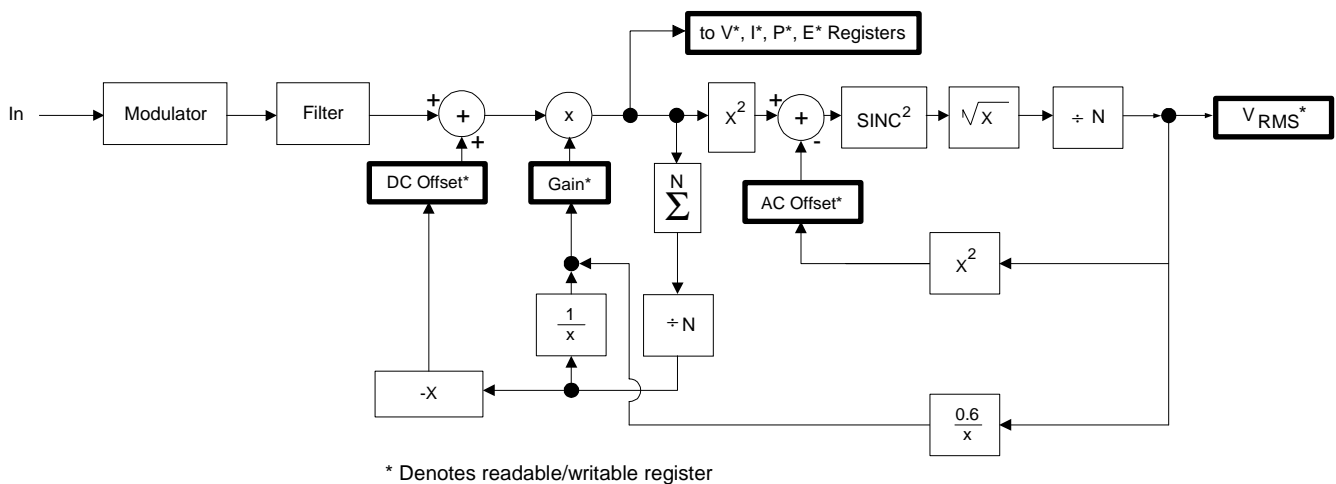 to V*, I*, P*, E* Registers
In
Modulator
Filter
+
+
+
x
X²
+
+
-
SINC²
N√X
÷ N
V RMS*
DC Offset*
Gain*
N
Σ
AC Offset*
X²
1
x
÷ N
-X
0.6
x
* Denotes readable/writable register